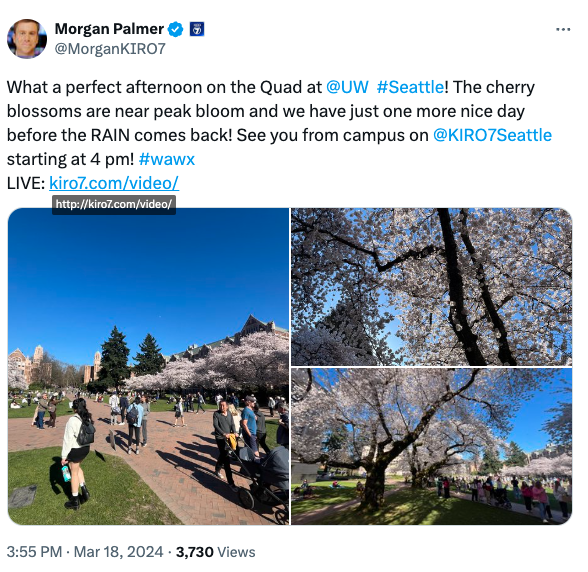 Morgan Palmer
@MorganKIRO7
What a perfect afternoon on the Quad at @UW #Seattle! The cherry
blossoms are near peak bloom and we have just one more nice day
before the RAIN comes back! See you from campus on @KIRO7Seattle
starting at 4 pm! #wawx
LIVE: kiro7.com/video/
http://kiro7.com/video/
3:55 PM · Mar 18, 2024 · 3,730 Views